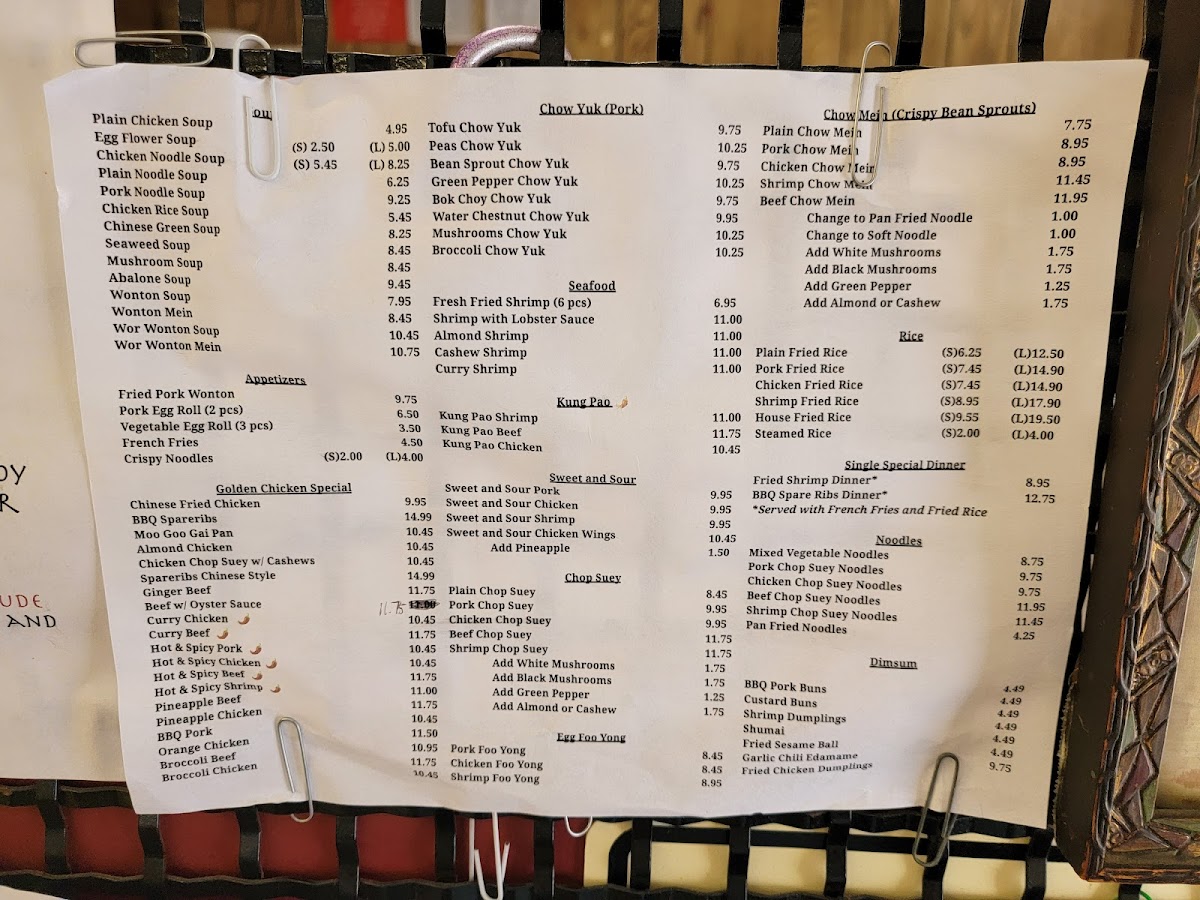 Sou
Plain Chicken Soup 4.95
Egg Flower Soup (S) 2.50 (L) 5.00
Chicken Noodle Soup (S) 5.45 (L) 8.25
Plain Noodle Soup 6.25
Pork Noodle Soup 9.25
Chicken Rice Soup 5.45
Chinese Green Soup 8.25
Seaweed Soup 8.45
Mushroom Soup 8.45
Abalone Soup 9.45
Wonton Soup 7.95
Wonton Mein 8.45
Wor Wonton Soup 10.45
Wor Wonton Mein 10.75
Appetizers
Fried Pork Wonton 9.75
Pork Egg Roll (2 pcs) 6.50
Vegetable Egg Roll (3 pcs) 3.50
French Fries 4.50
Crispy Noodles (S)2.00 (L)4.00
Golden Chicken Special
Chinese Fried Chicken 9.95
BBQ Spareribs 14.99
Moo Goo Gai Pan 10.45
Almond Chicken 10.45
Chicken Chop Suey w/ Cashews 10.45
Spareribs Chinese Style 14.99
Ginger Beef 11.75
Beef w/ Oyster Sauce 11.75
Curry Chicken 10.45
Curry Beef 11.75
Hot & Spicy Pork 10.45
Hot & Spicy Chicken 10.45
Hot & Spicy Beef 11.75
Hot & Spicy Shrimp 11.00
Pineapple Beef 11.75
Pineapple Chicken 10.45
BBQ Pork 11.50
Orange Chicken 10.95
Broccoli Beef 11.75
Broccoli Chicken 10.45
Chow Yuk (Pork)
Tofu Chow Yuk 9.75
Peas Chow Yuk 10.25
Bean Sprout Chow Yuk 9.75
Green Pepper Chow Yuk 10.25
Bok Choy Chow Yuk 9.75
Water Chestnut Chow Yuk 9.95
Mushrooms Chow Yuk 10.25
Broccoli Chow Yuk 10.25
Seafood
Fresh Fried Shrimp (6 pcs) 6.95
Shrimp with Lobster Sauce 11.00
Almond Shrimp 11.00
Cashew Shrimp 11.00
Curry Shrimp 11.00
Kung Pao
Kung Pao Shrimp 11.00
Kung Pao Beef 11.75
Kung Pao Chicken 10.45
Sweet and Sour
Sweet and Sour Pork 9.95
Sweet and Sour Chicken 9.95
Sweet and Sour Shrimp 9.95
Sweet and Sour Chicken Wings 10.45
Add Pineapple 1.50
Chop Suey
Plain Chop Suey 8.45
Pork Chop Suey 9.95
Chicken Chop Suey 9.95
Beef Chop Suey 11.75
Shrimp Chop Suey 11.75
Add White Mushrooms 1.75
Add Black Mushrooms 1.75
Add Green Pepper 1.25
Add Almond or Cashew 1.75
Egg Foo Yong
Pork Foo Yong 8.45
Chicken Foo Yong 8.45
Shrimp Foo Yong 8.95
Chow Mein (Crispy Bean Sprouts)
Plain Chow Mein 7.75
Pork Chow Mein 8.95
Chicken Chow Mein 8.95
Shrimp Chow Mein 11.45
Beef Chow Mein 11.95
Change to Pan Fried Noodle 1.00
Change to Soft Noodle 1.00
Add White Mushrooms 1.75
Add Black Mushrooms 1.75
Add Green Pepper 1.25
Add Almond or Cashew 1.75
Rice
Plain Fried Rice (S)6.25 (L)12.50
Pork Fried Rice (S)7.45 (L)14.90
Chicken Fried Rice (S)7.45 (L)14.90
Shrimp Fried Rice (S)8.95 (L)17.90
House Fried Rice (S)9.55 (L)19.50
Steamed Rice (S)2.00 (L)4.00
Single Special Dinner
Fried Shrimp Dinner* 8.95
BBQ Spare Ribs Dinner* 12.75
*Served with French Fries and Fried Rice
Noodles
Mixed Vegetable Noodles 8.75
Pork Chop Suey Noodles 9.75
Chicken Chop Suey Noodles 9.75
Beef Chop Suey Noodles 11.95
Shrimp Chop Suey Noodles 11.45
Pan Fried Noodles 4.25
Dimsum
BBQ Pork Buns 4.49
Custard Buns 4.49
Shrimp Dumplings 4.49
Shumai 4.49
Fried Sesame Ball 4.49
Garlic Chili Edamame
Fried Chicken Dumplings 9.75
DY
R
UDE
AND